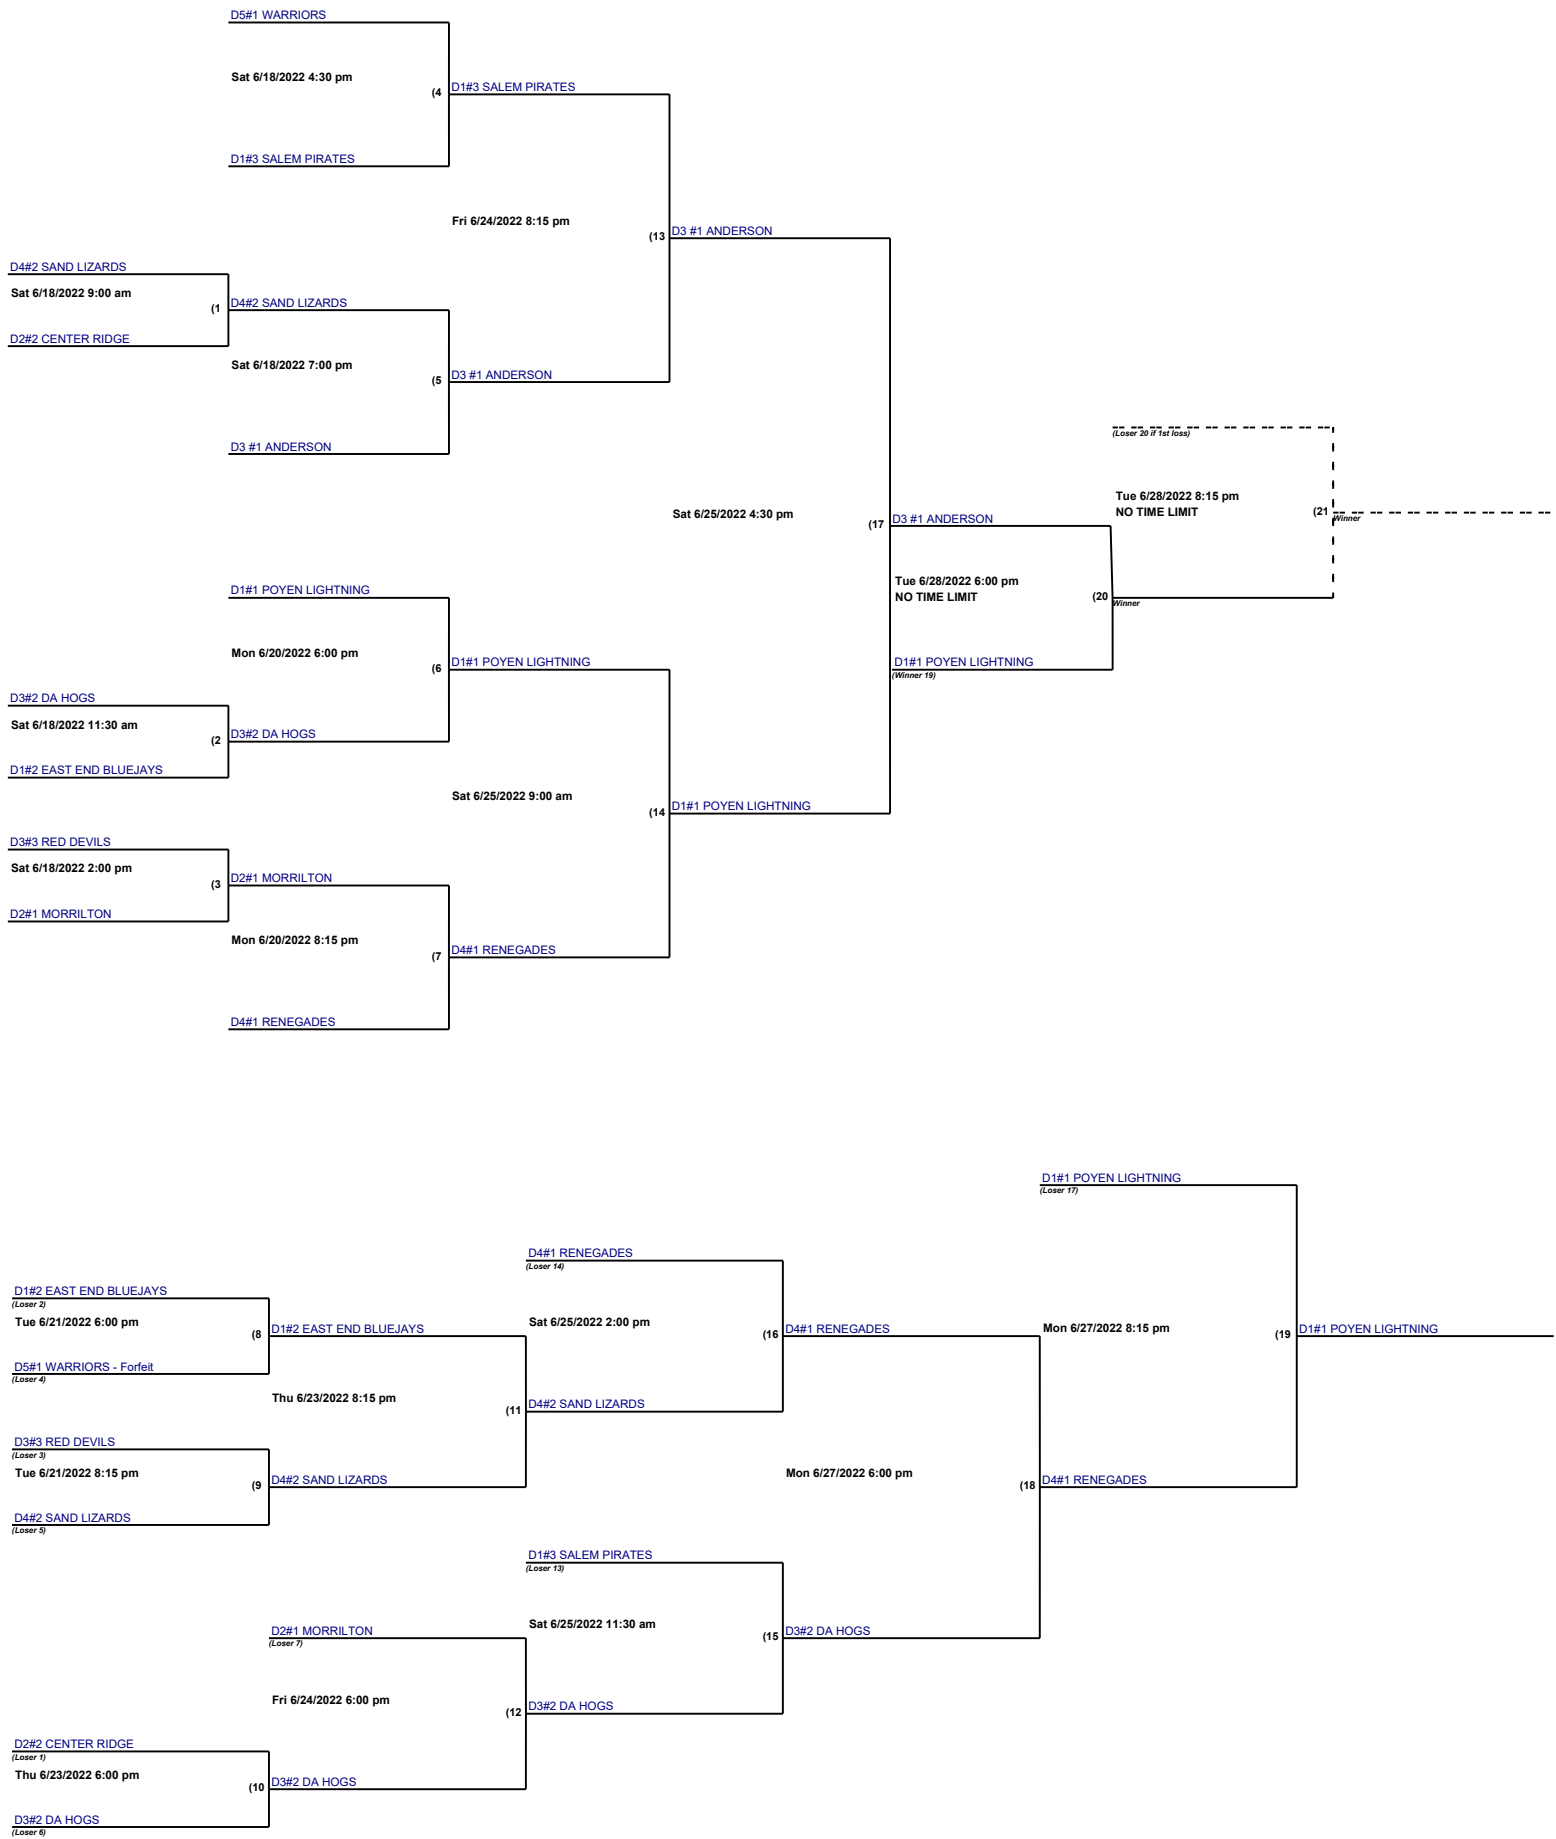 D5#1 WARRIORS
Sat 6/18/2022 4:30 pm
(4
D1#3 SALEM PIRATES
D1#3 SALEM PIRATES
Fri 6/24/2022 8:15 pm
(13
D3 #1 ANDERSON
D4#2 SAND LIZARDS
Sat 6/18/2022 9:00 am
(1
D4#2 SAND LIZARDS
D2#2 CENTER RIDGE
Sat 6/18/2022 7:00 pm
(5
D3 #1 ANDERSON
D3 #1 ANDERSON
(Loser 20 if 1st loss)
Tue 6/28/2022 8:15 pm
NO TIME LIMIT
(21
Winner
Sat 6/25/2022 4:30 pm
(17
D3 #1 ANDERSON
Tue 6/28/2022 6:00 pm
NO TIME LIMIT
(20
Winner
D1#1 POYEN LIGHTNING
Mon 6/20/2022 6:00 pm
(6
D1#1 POYEN LIGHTNING
D1#1 POYEN LIGHTNING
(Winner 19)
D3#2 DA HOGS
Sat 6/18/2022 11:30 am
(2
D3#2 DA HOGS
D1#2 EAST END BLUEJAYS
Sat 6/25/2022 9:00 am
(14
D1#1 POYEN LIGHTNING
D3#3 RED DEVILS
Sat 6/18/2022 2:00 pm
(3
D2#1 MORRILTON
D2#1 MORRILTON
Mon 6/20/2022 8:15 pm
(7
D4#1 RENEGADES
D4#1 RENEGADES
D1#1 POYEN LIGHTNING
(Loser 17)
D4#1 RENEGADES
(Loser 14)
D1#2 EAST END BLUEJAYS
(Loser 2)
Tue 6/21/2022 6:00 pm
(8
D1#2 EAST END BLUEJAYS
Sat 6/25/2022 2:00 pm
(16
D4#1 RENEGADES
Mon 6/27/2022 8:15 pm
(19
D1#1 POYEN LIGHTNING
D5#1 WARRIORS - Forfeit
(Loser 4)
Thu 6/23/2022 8:15 pm
(11
D4#2 SAND LIZARDS
D3#3 RED DEVILS
(Loser 3)
Tue 6/21/2022 8:15 pm
(9
D4#2 SAND LIZARDS
Mon 6/27/2022 6:00 pm
(18
D4#1 RENEGADES
D4#2 SAND LIZARDS
(Loser 5)
D1#3 SALEM PIRATES
(Loser 13)
Sat 6/25/2022 11:30 am
(15
D3#2 DA HOGS
D2#1 MORRILTON
(Loser 7)
Fri 6/24/2022 6:00 pm
(12
D3#2 DA HOGS
D2#2 CENTER RIDGE
(Loser 1)
Thu 6/23/2022 6:00 pm
(10
D3#2 DA HOGS
D3#2 DA HOGS
(Loser 6)